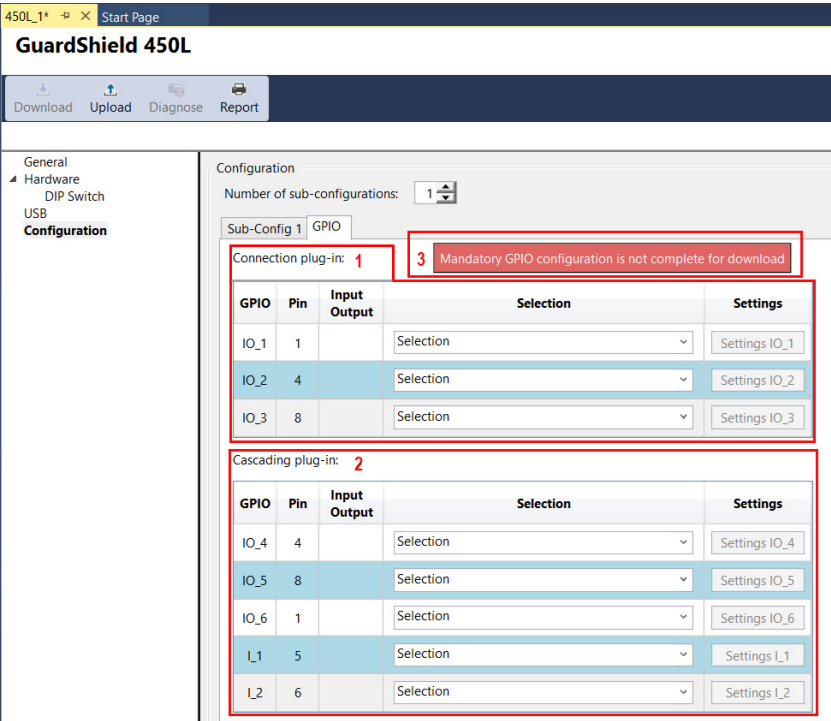 450L_1* Start Page
GuardShield 450L
Download Upload Diagnose Report
General
Hardware
DIP Switch
USB
Configuration
Configuration
Number of sub-configurations: 1
Sub-Config 1 GPIO
Connection plug-in: 1
3 Mandatory GPIO configuration is not complete for download
GPIO Pin Input Output Selection Settings
IO_1 1 Selection Settings IO_1
IO_2 4 Selection Settings IO_2
IO_3 8 Selection Settings IO_3
Cascading plug-in: 2
GPIO Pin Input Output Selection Settings
IO_4 4 Selection Settings IO_4
IO_5 8 Selection Settings IO_5
IO_6 1 Selection Settings IO_6
I_1 5 Selection Settings I_1
I_2 6 Selection Settings I_2